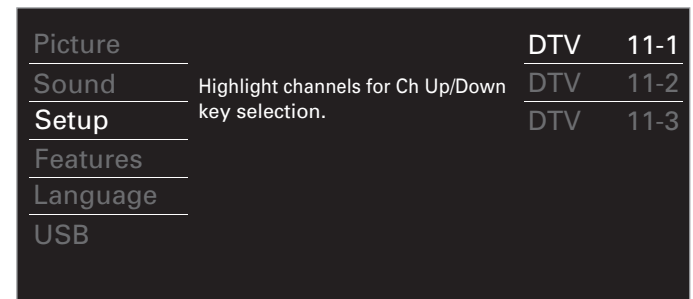 Picture
Sound
Setup
Features
Language
USB
Highlight channels for Ch Up/Down
key selection.
DTV 11-1
DTV 11-2
DTV 11-3